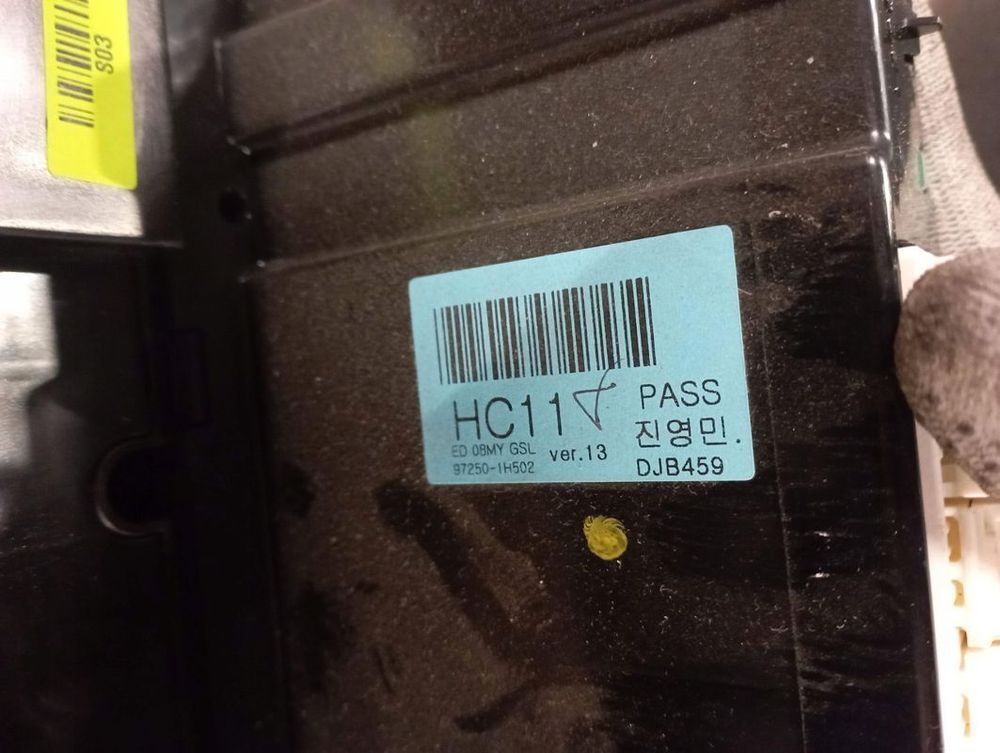 S03
HC11
PASS
ED 08MY GSL
ver.13
진영민.
97250-1H502
DJB459